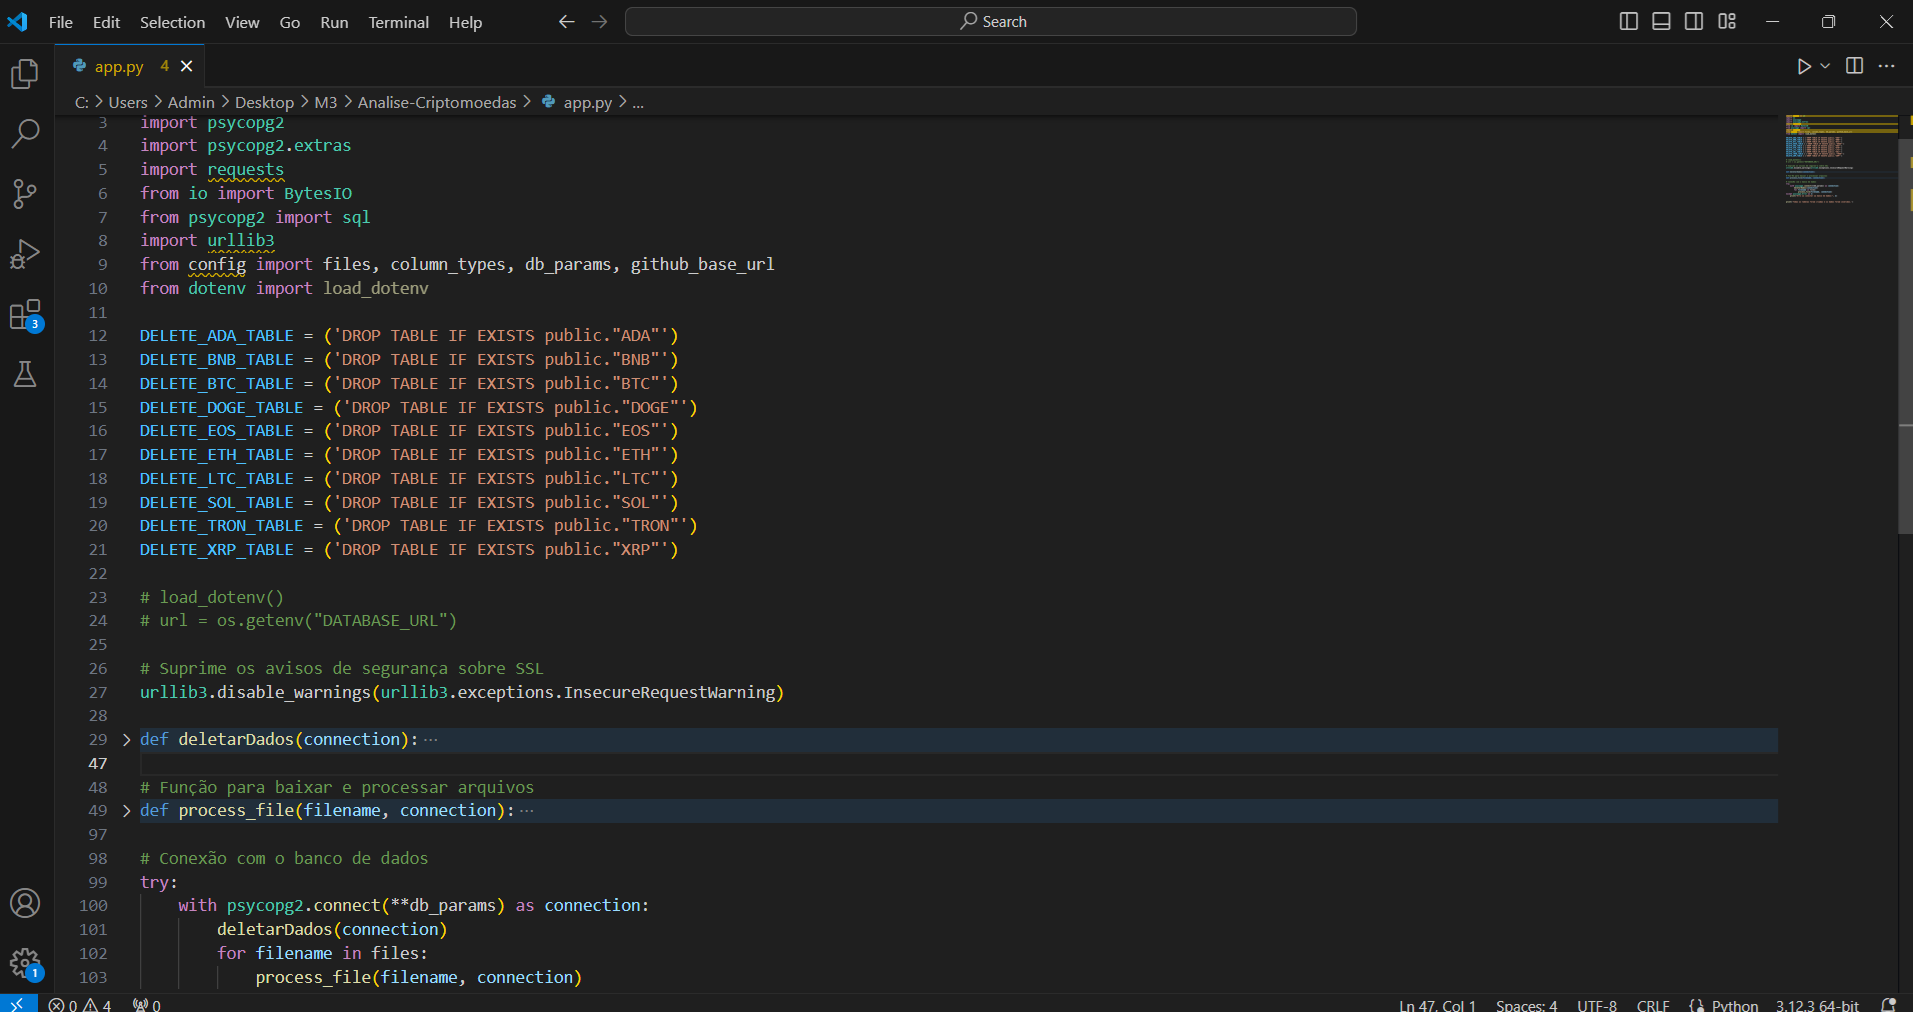 File Edit Selection View Go Run Terminal Help
Search
app.py 4
C: > Users > Admin > Desktop > M3 > Analise-Criptomoedas > app.py > ...
3 import psycopg2
4 import psycopg2.extras
5 import requests
6 from io import BytesIO
7 from psycopg2 import sql
8 import urllib3
9 from config import files, column_types, db_params, github_base_url
10 from dotenv import load_dotenv
11
12 DELETE_ADA_TABLE = ('DROP TABLE IF EXISTS public."ADA"')
13 DELETE_BNB_TABLE = ('DROP TABLE IF EXISTS public."BNB"')
14 DELETE_BTC_TABLE = ('DROP TABLE IF EXISTS public."BTC"')
15 DELETE_DOGE_TABLE = ('DROP TABLE IF EXISTS public."DOGE"')
16 DELETE_EOS_TABLE = ('DROP TABLE IF EXISTS public."EOS"')
17 DELETE_ETH_TABLE = ('DROP TABLE IF EXISTS public."ETH"')
18 DELETE_LTC_TABLE = ('DROP TABLE IF EXISTS public."LTC"')
19 DELETE_SOL_TABLE = ('DROP TABLE IF EXISTS public."SOL"')
20 DELETE_TRON_TABLE = ('DROP TABLE IF EXISTS public."TRON"')
21 DELETE_XRP_TABLE = ('DROP TABLE IF EXISTS public."XRP"')
22
23 # load_dotenv()
24 # url = os.getenv("DATABASE_URL")
25
26 # Suprime os avisos de segurança sobre SSL
27 urllib3.disable_warnings(urllib3.exceptions.InsecureRequestWarning)
28
29 > def deletarDados(connection): ...
47
48 # Função para baixar e processar arquivos
49 > def process_file(filename, connection): ...
97
98 # Conexão com o banco de dados
99 try:
100 with psycopg2.connect(**db_params) as connection:
101 deletarDados(connection)
102 for filename in files:
103 process_file(filename, connection)
3
1
0 4 0
Ln 47, Col 1 Spaces: 4 UTF-8 CRLF Python 3.12.3 64-bit